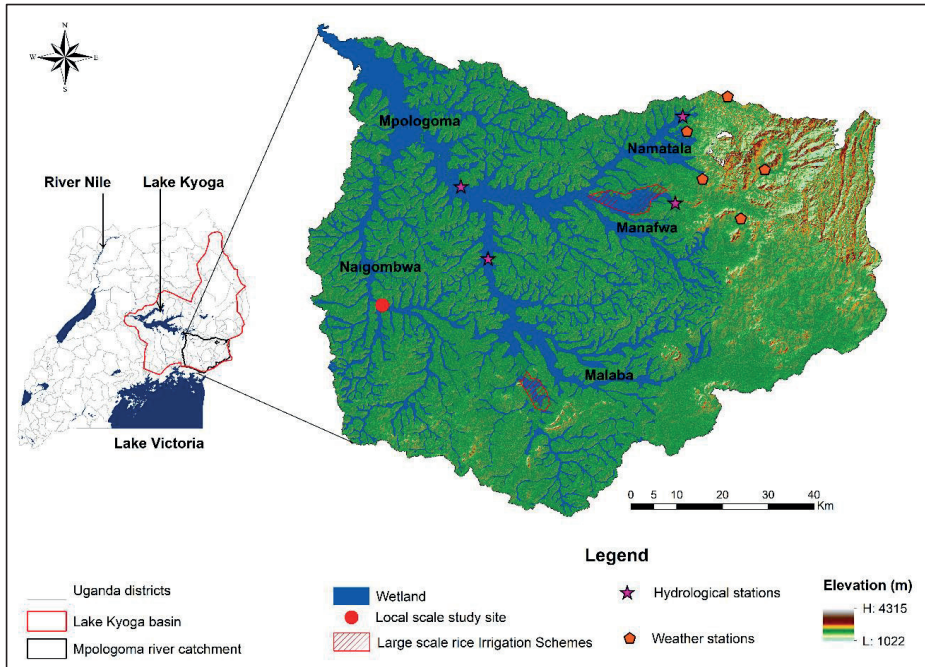 N
W
E
S
Mpologoma
Namatala
River Nile
Lake Kyoga
Manafwa
Naigombwa
Malaba
Lake Victoria
0 5 10 20 30 40
Km
Legend
Uganda districts
Lake Kyoga basin
Mpologoma river catchment
Wetland
Local scale study site
Large scale rice Irrigation Schemes
Hydrological stations
Weather stations
Elevation (m)
H: 4315
L: 1022